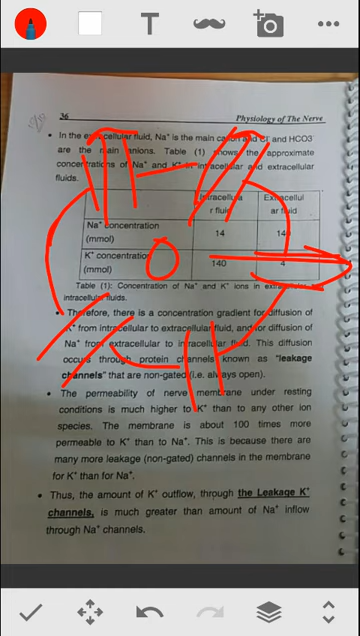 T
36 Physiology of The Nerve
• In the extracellular fluid, Na⁺ is the main cation and Cl⁻ and HCO3⁻
are the main anions. Table (1) shows the approximate
concentrations of Na⁺ and K⁺ in intracellular and extracellular
fluids.
Intracellula
r fluid
Extracellul
ar fluid
Na⁺ concentration
(mmol)
14
140
K⁺ concentration
(mmol)
140
4
Table (1): Concentration of Na⁺ and K⁺ ions in extracellular
intracellular fluids.
• Therefore, there is a concentration gradient for diffusion of
K⁺ from intracellular to extracellular fluid, and for diffusion of
Na⁺ from extracellular to intracellular fluid. This diffusion
occurs through protein channels known as "leakage
channels" that are non-gated (i.e. always open).
• The permeability of nerve membrane under resting
conditions is much higher to K⁺ than to any other ion
species. The membrane is about 100 times more
permeable to K⁺ than to Na⁺. This is because there are
many more leakage (non-gated) channels in the membrane
for K⁺ than for Na⁺.
• Thus, the amount of K⁺ outflow, through the Leakage K⁺
channels, is much greater than amount of Na⁺ inflow
through Na⁺ channels.